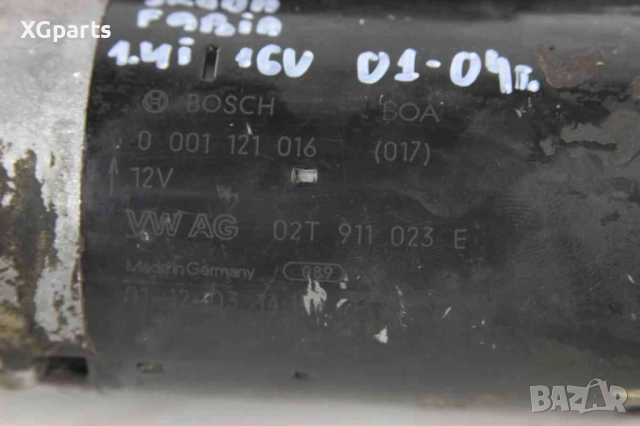 XGparts
FABIA
1.4i 16V 01-04г.
BOSCH BOA
0 001 121 016 (017)
12V
VW AG 02T 911 023 E
Made in Germany 089
BAZAR